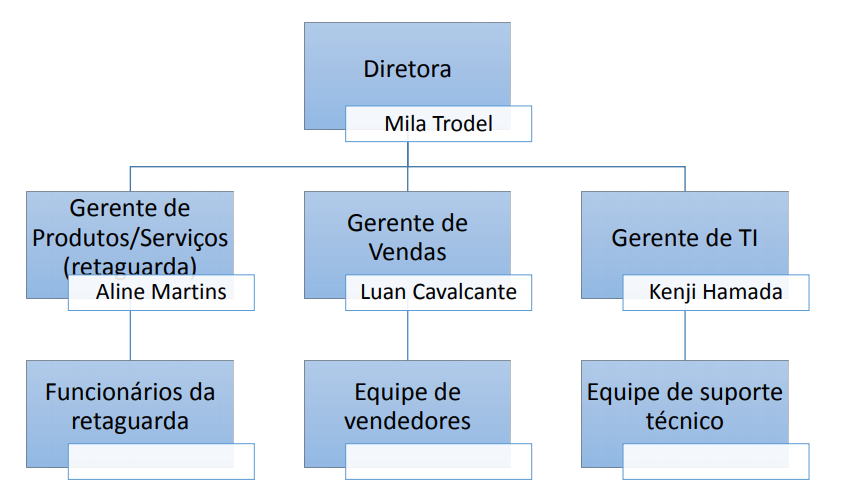 Diretora
Mila Trodel
Gerente de
Produtos/Serviços
(retaguarda)
Aline Martins
Gerente de
Vendas
Luan Cavalcante
Gerente de TI
Kenji Hamada
Funcionários da
retaguarda
Equipe de
vendedores
Equipe de suporte
técnico